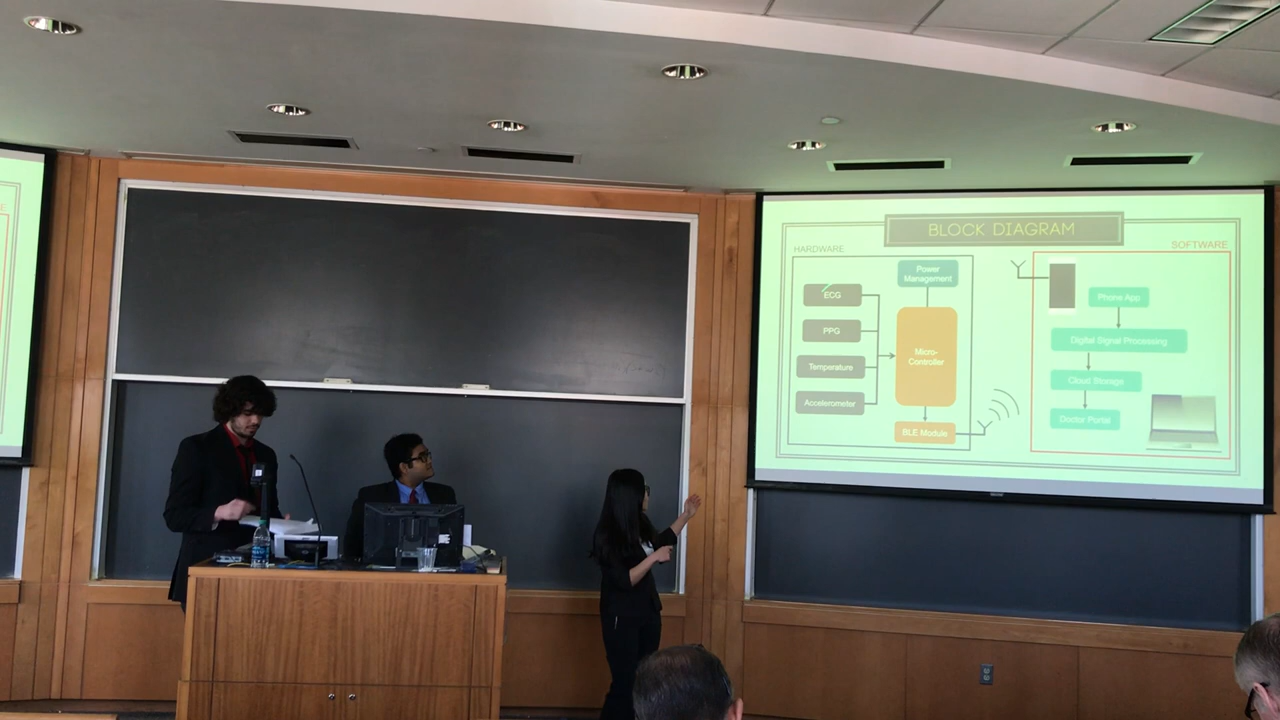 BLOCK DIAGRAM
HARDWARE
SOFTWARE
Power
Management
ECG
PPG
Temperature
Accelerometer
Micro-
Controller
BLE Module
Phone App
Digital Signal Processing
Cloud Storage
Doctor Portal